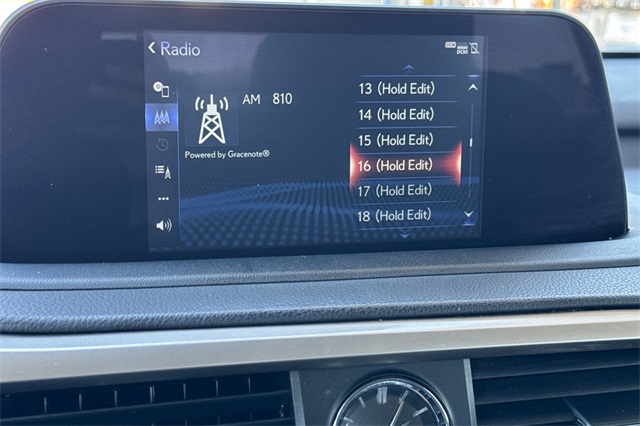 Radio
AM 810
Powered by Gracenote®
13 (Hold Edit)
14 (Hold Edit)
15 (Hold Edit)
16 (Hold Edit)
17 (Hold Edit)
18 (Hold Edit)